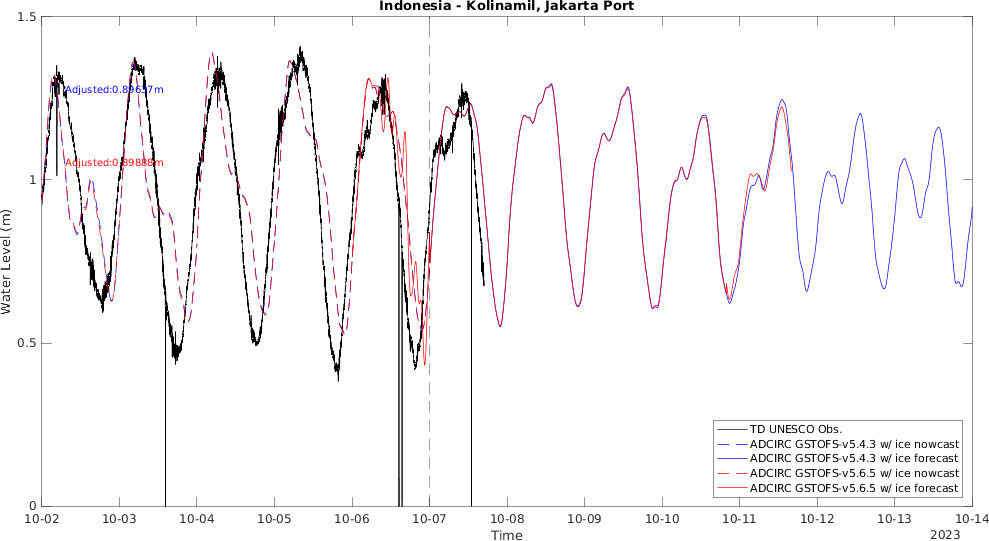 Indonesia - Kolinamil, Jakarta Port
1.5
1
0.5
0
Water Level (m)
Adjusted:0.89637m
Adjusted:0.89888m
TD UNESCO Obs.
ADCIRC GSTOFS-v5.4.3 w/ ice nowcast
ADCIRC GSTOFS-v5.4.3 w/ ice forecast
ADCIRC GSTOFS-v5.6.5 w/ ice nowcast
ADCIRC GSTOFS-v5.6.5 w/ ice forecast
10-02 10-03 10-04 10-05 10-06 10-07 10-08 10-09 10-10 10-11 10-12 10-13 10-14
Time
2023